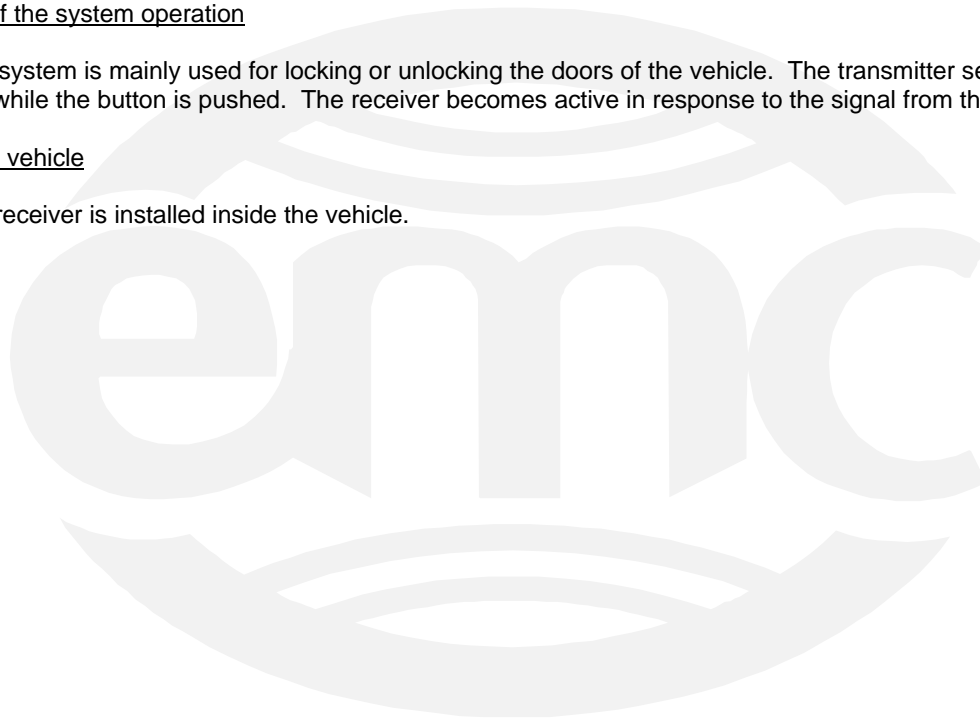 f the system operation
system is mainly used for locking or unlocking the doors of the vehicle. The transmitter se
while the button is pushed. The receiver becomes active in response to the signal from th
vehicle
receiver is installed inside the vehicle.
emc